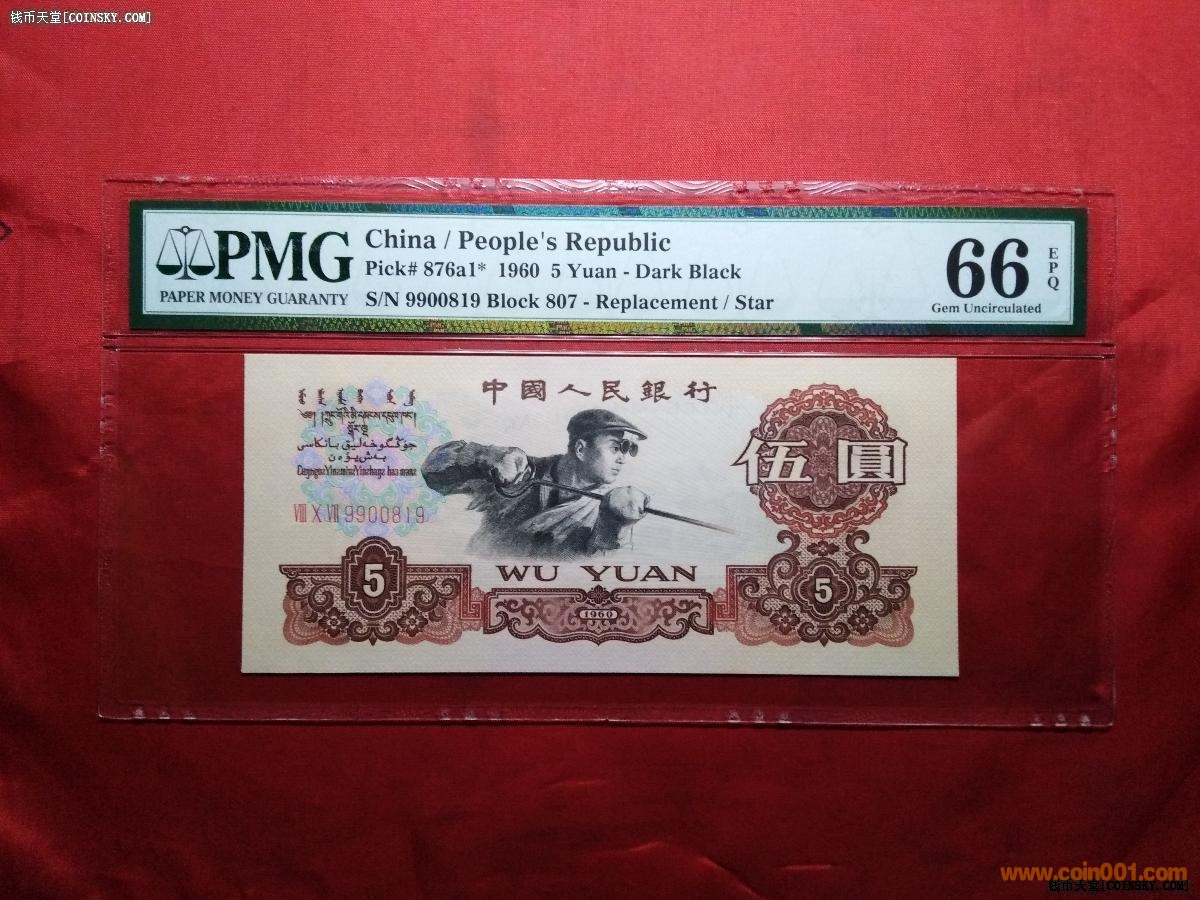 钱币天堂[COINSKY.COM]
PMG
PAPER MONEY GUARANTY
China / People's Republic
Pick# 876a1* 1960 5 Yuan - Dark Black
S/N 9900819 Block 807 - Replacement / Star
66
EPQ
Gem Uncirculated
中國人民銀行
伍圓
ⅧⅩⅦ 9900819
5
WU YUAN
1960
5
www.coin001.com
钱币天堂[COINSKY.COM]